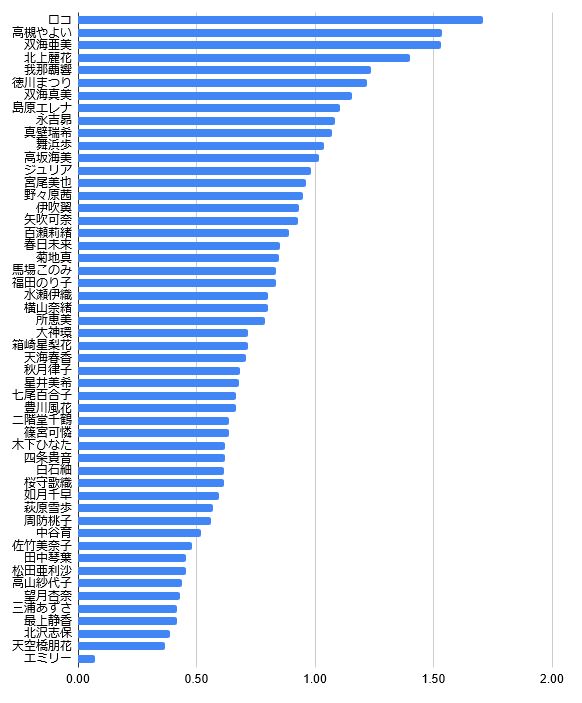 ロコ
高槻やよい
双海亜美
北上麗花
我那覇響
徳川まつり
双海真美
島原エレナ
永吉昴
真壁瑞希
舞浜歩
高坂海美
ジュリア
宮尾美也
野々原茜
伊吹翼
矢吹可奈
百瀬莉緒
春日未来
菊地真
馬場このみ
福田のり子
水瀬伊織
横山奈緒
所恵美
大神環
箱崎星梨花
天海春香
秋月律子
星井美希
七尾百合子
豊川風花
二階堂千鶴
篠宮可憐
木下ひなた
四条貴音
白石紬
桜守歌織
如月千早
萩原雪歩
周防桃子
中谷育
佐竹美奈子
田中琴葉
松田亜利沙
高山紗代子
望月杏奈
三浦あずさ
最上静香
北沢志保
天空橋朋花
エミリー
0.00 0.50 1.00 1.50 2.00